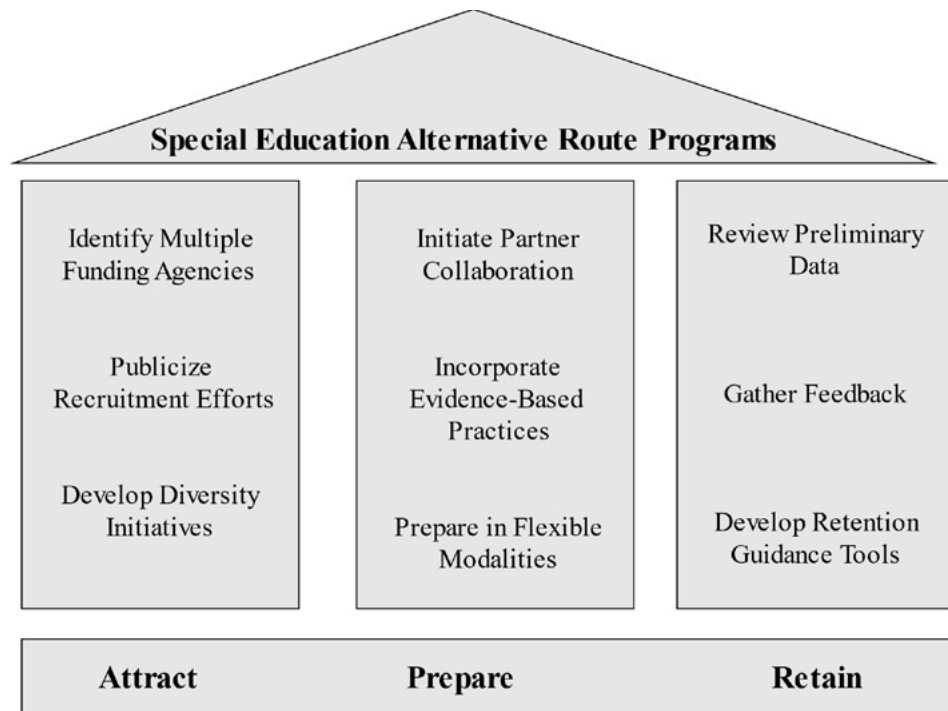 Special Education Alternative Route Programs
Identify Multiple
Funding Agencies
Publicize
Recruitment Efforts
Develop Diversity
Initiatives
Initiate Partner
Collaboration
Incorporate
Evidence-Based
Practices
Prepare in Flexible
Modalities
Review Preliminary
Data
Gather Feedback
Develop Retention
Guidance Tools
Attract
Prepare
Retain